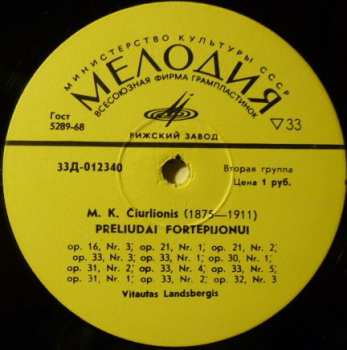 МИНИСТЕРСТВО КУЛЬТУРЫ СССР
МЕЛОДИЯ
ВСЕСОЮЗНАЯ ФИРМА ГРАМПЛАСТИНОК
Гост
5289-68
▽33
РИЖСКИЙ ЗАВОД
33Д-012340
Вторая группа
Цена 1 руб.
M. K. Čiurlionis (1875—1911)
PRELIUDAI FORTEPIJONUI
op. 16, Nr. 3; op. 21, Nr. 1; op. 21, Nr. 2;
op. 33, Nr. 3; op. 33, Nr. 1; op. 30, Nr. 1;
op. 31, Nr. 2; op. 33, Nr. 4; op. 33, Nr. 5;
op. 31, Nr. 1; op. 33, Nr. 2; op. 32, Nr. 3
Vitautas Landsbergis